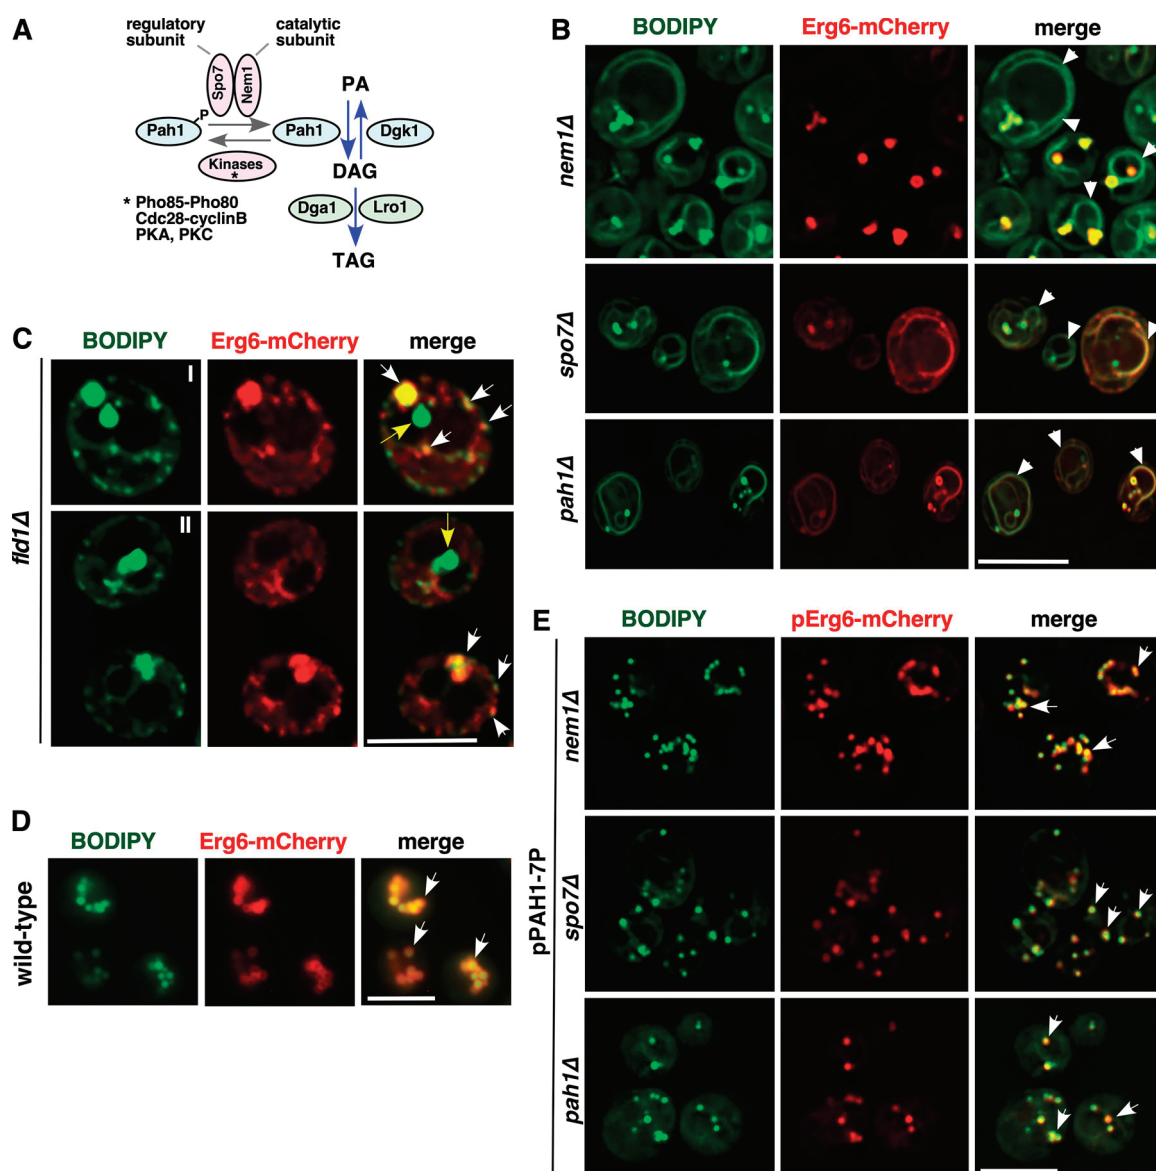 A
regulatory
subunit
catalytic
subunit
Spo7
Nem1
P
Pah1
Pah1
PA
Dgk1
Kinases
*
DAG
* Pho85-Pho80
Cdc28-cyclinB
PKA, PKC
Dga1
Lro1
TAG
B
BODIPY
Erg6-mCherry
merge
nem1Δ
spo7Δ
pah1Δ
C
BODIPY
Erg6-mCherry
merge
fld1Δ
I
II
D
BODIPY
Erg6-mCherry
merge
wild-type
E
BODIPY
pErg6-mCherry
merge
pPAH1-7P
nem1Δ
spo7Δ
pah1Δ